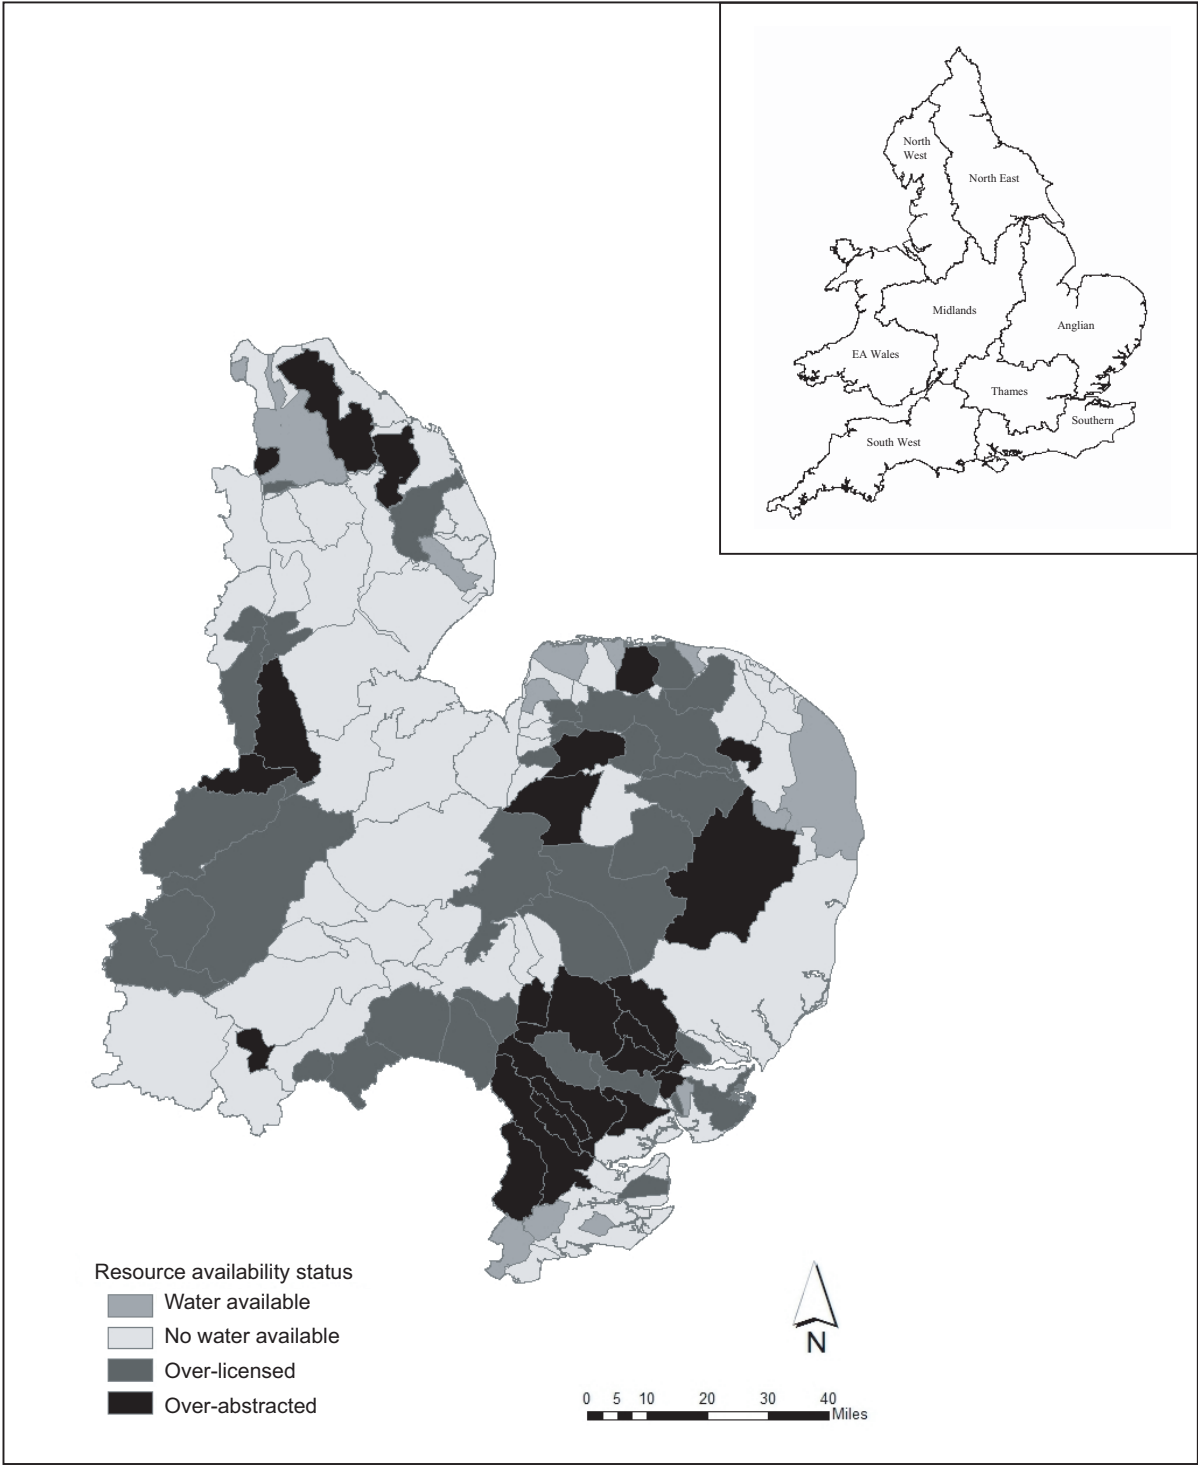 North
West
North East
Midlands
Anglian
EA Wales
Thames
Southern
South West
Resource availability status
Water available
No water available
Over-licensed
Over-abstracted
N
0 5 10 20 30 40
Miles